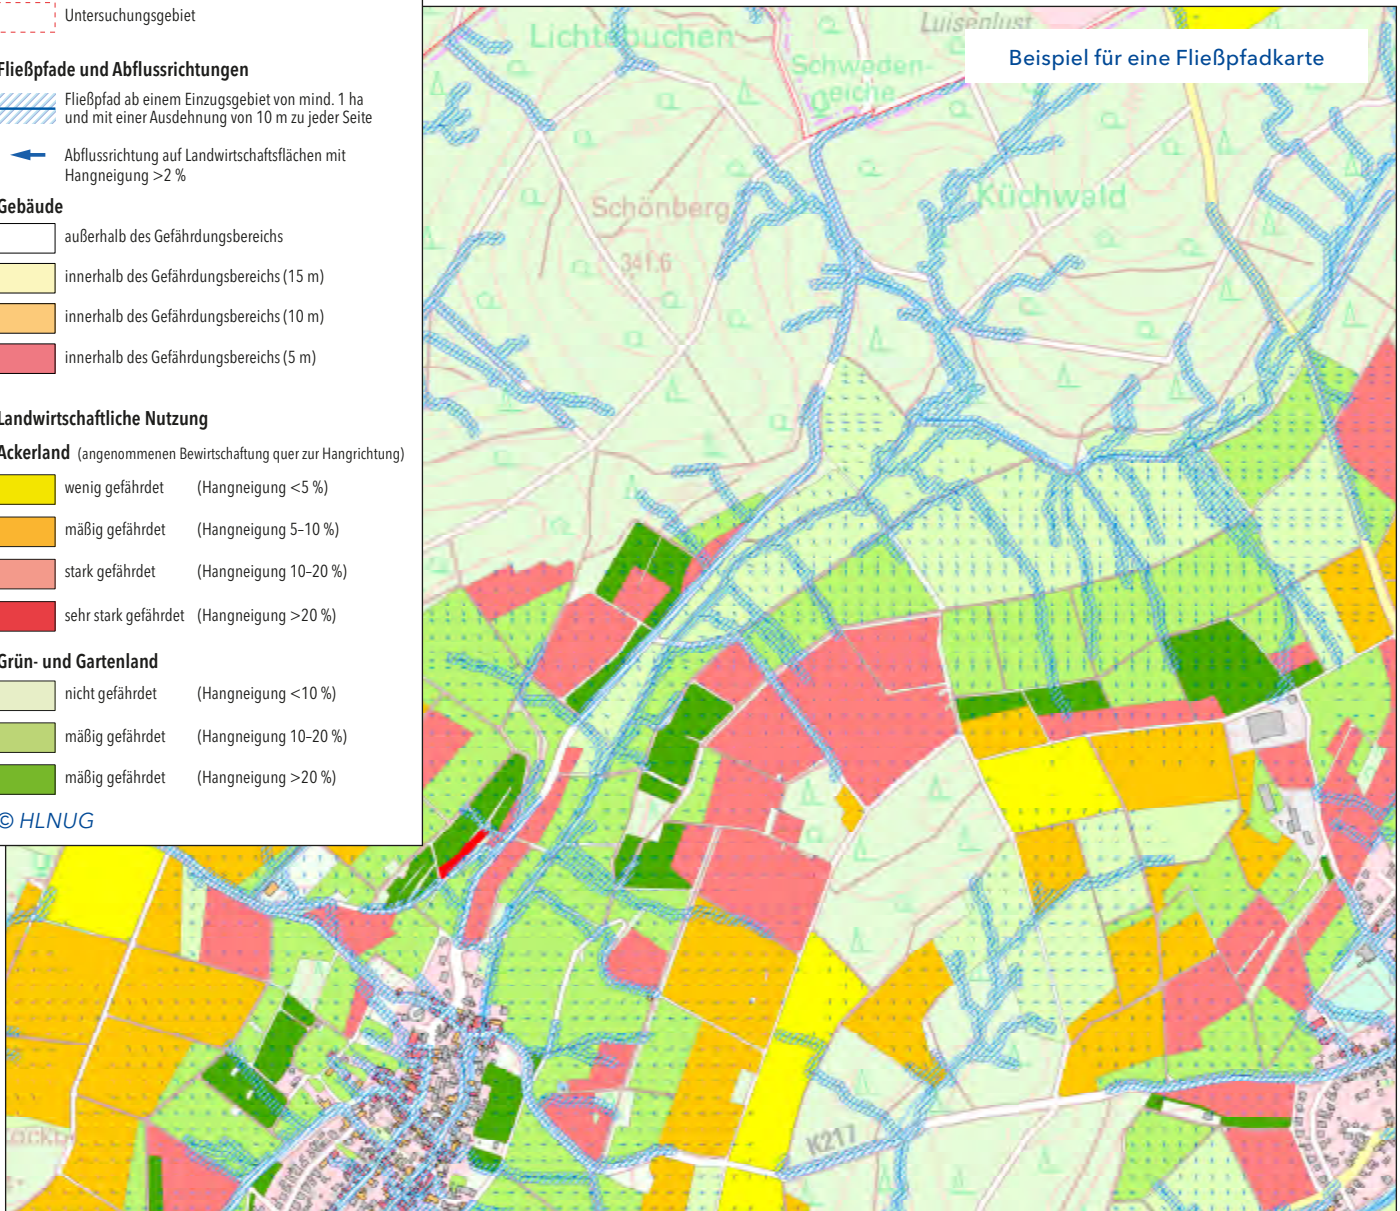 Untersuchungsgebiet
Fließpfade und Abflussrichtungen
Fließpfad ab einem Einzugsgebiet von mind. 1 ha
und mit einer Ausdehnung von 10 m zu jeder Seite
Abflussrichtung auf Landwirtschaftsflächen mit
Hangneigung >2 %
Gebäude
außerhalb des Gefährdungsbereichs
innerhalb des Gefährdungsbereichs (15 m)
innerhalb des Gefährdungsbereichs (10 m)
innerhalb des Gefährdungsbereichs (5 m)
Landwirtschaftliche Nutzung
Ackerland (angenommenen Bewirtschaftung quer zur Hangrichtung)
wenig gefährdet (Hangneigung <5 %)
mäßig gefährdet (Hangneigung 5–10 %)
stark gefährdet (Hangneigung 10–20 %)
sehr stark gefährdet (Hangneigung >20 %)
Grün- und Gartenland
nicht gefährdet (Hangneigung <10 %)
mäßig gefährdet (Hangneigung 10–20 %)
mäßig gefährdet (Hangneigung >20 %)
© HLNUG
Beispiel für eine Fließpfadkarte
Luisenlust
Lichtebuchen
Schweden-
eiche
Küchwald
Schönberg
341.6
K217